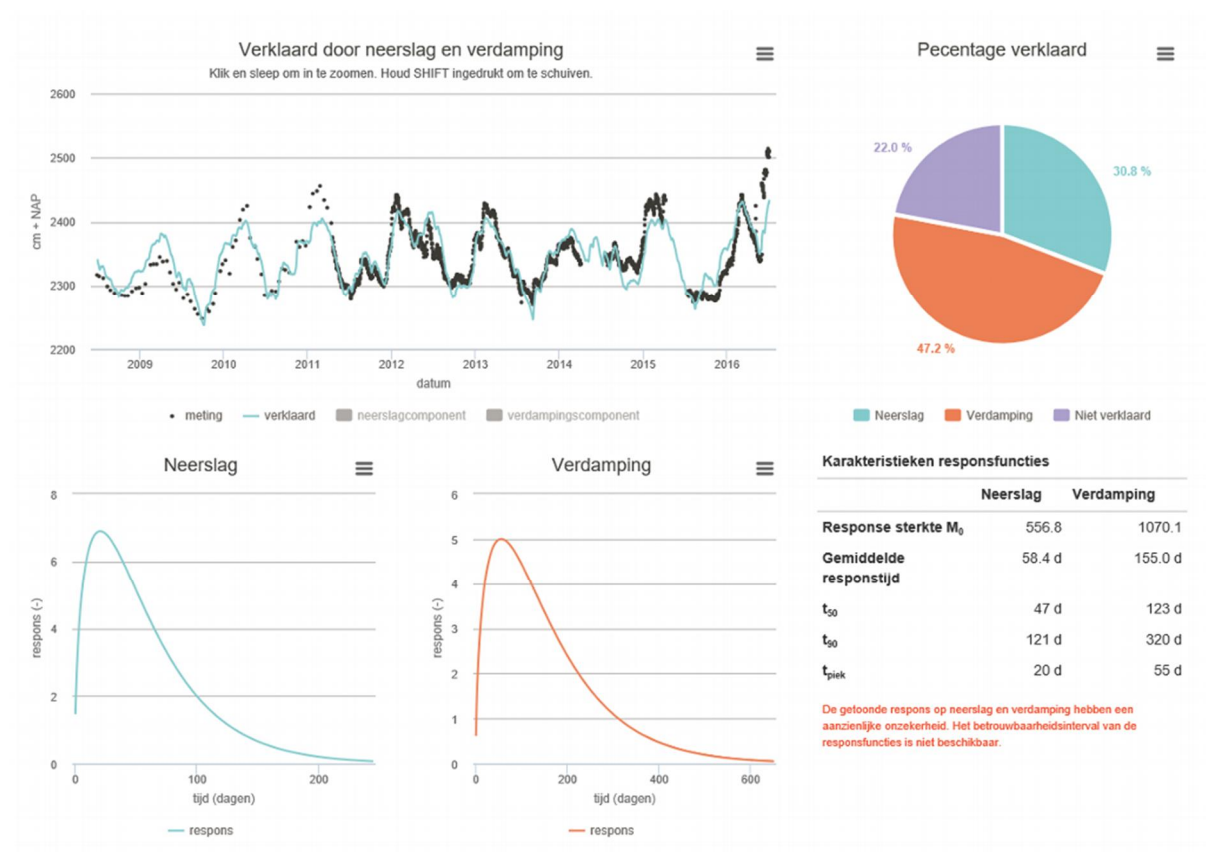 Verklaard door neerslag en verdamping
Klik en sleep om in te zoomen. Houd SHIFT ingedrukt om te schuiven.
2600
2500
2400
2300
2200
cm + NAP
2009 2010 2011 2012 2013 2014 2015 2016
datum
meting verklaard neerslagcomponent verdampingscomponent
Pecentage verklaard
22.0 %
30.8 %
47.2 %
Neerslag Verdamping Niet verklaard
Neerslag
8
6
4
2
0
respons (-)
0 100 200
tijd (dagen)
respons
Verdamping
6
5
4
3
2
1
0
respons (-)
0 200 400 600
tijd (dagen)
respons
Karakteristieken responsfuncties
Neerslag Verdamping
Response sterkte M0 556.8 1070.1
Gemiddelde 58.4 d 155.0 d
responstijd
t50 47 d 123 d
t90 121 d 320 d
tpiek 20 d 55 d
De getoonde respons op neerslag en verdamping hebben een
aanzienlijke onzekerheid. Het betrouwbaarheidsinterval van de
responsfuncties is niet beschikbaar.